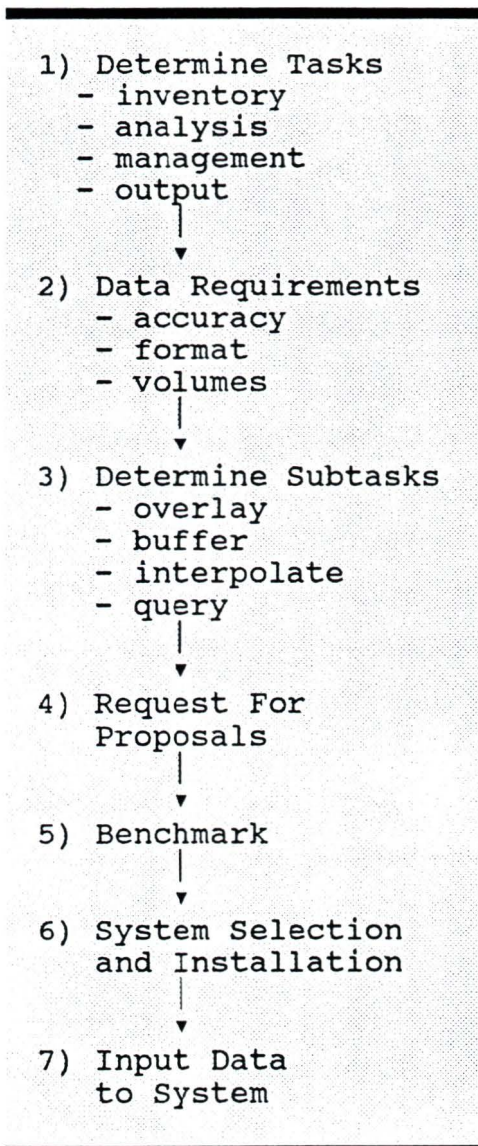 1) Determine Tasks
- inventory
- analysis
- management
- output
2) Data Requirements
- accuracy
- format
- volumes
3) Determine Subtasks
- overlay
- buffer
- interpolate
- query
4) Request For
Proposals
5) Benchmark
6) System Selection
and Installation
7) Input Data
to System